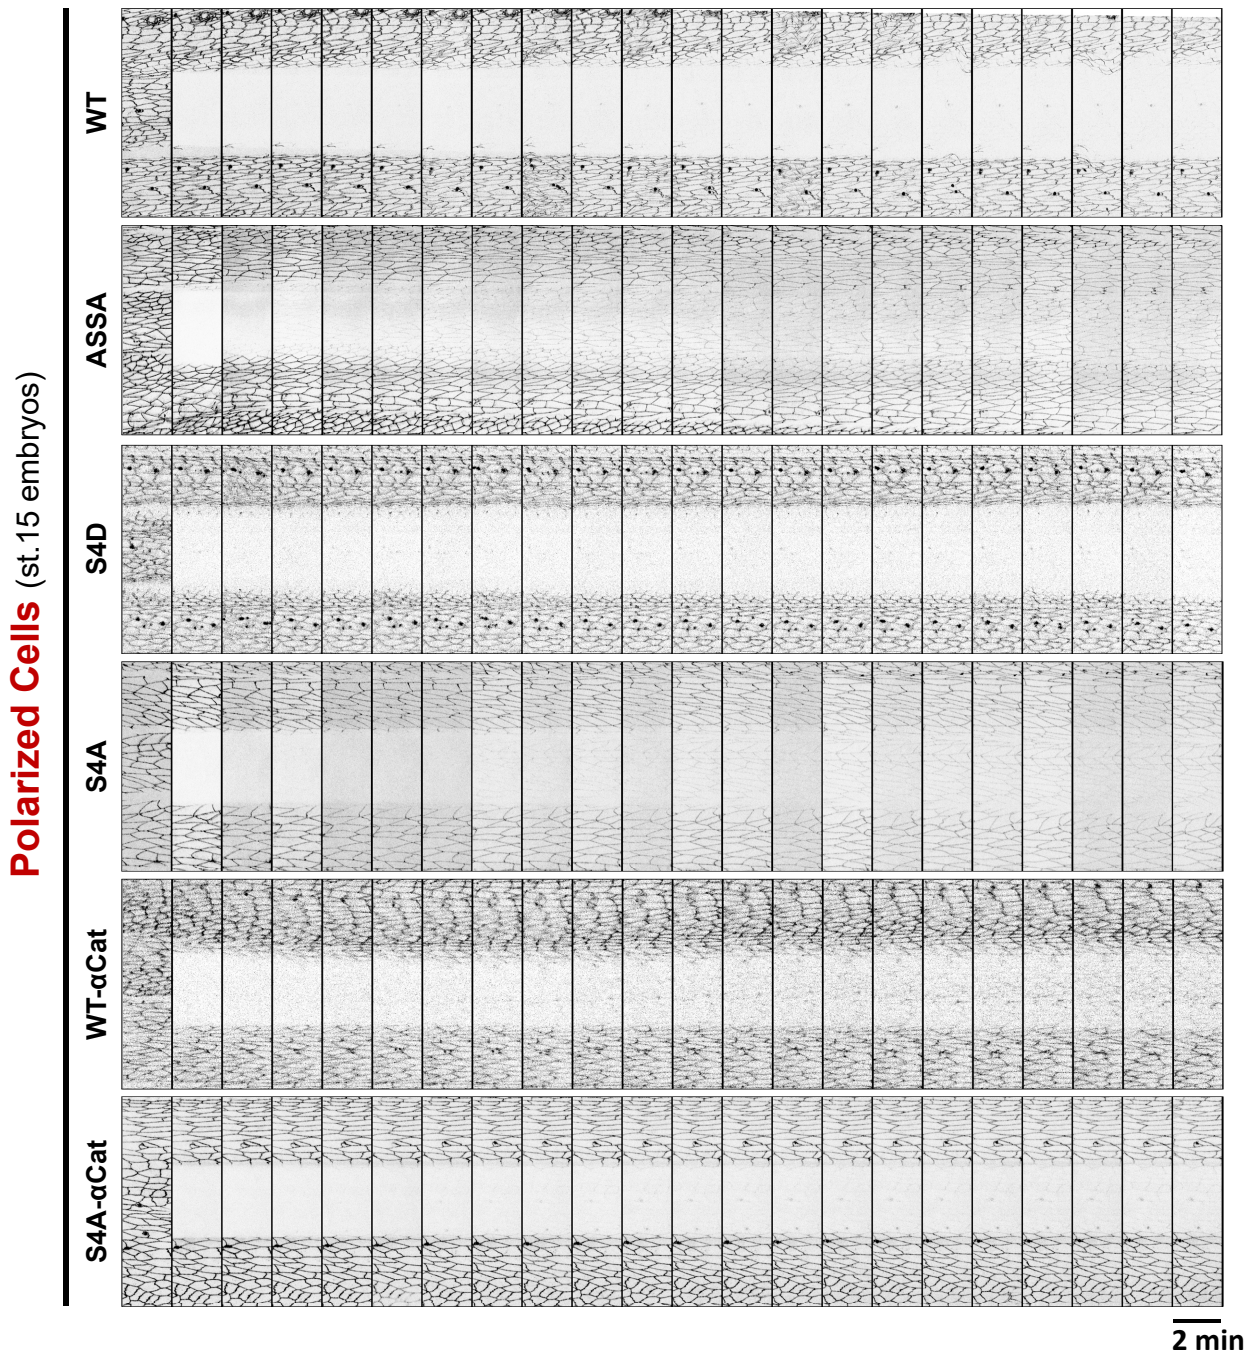 Polarized Cells (st.15 embryos)
WT
ASSA
S4D
S4A
WT-αCat
S4A-αCat
2 min